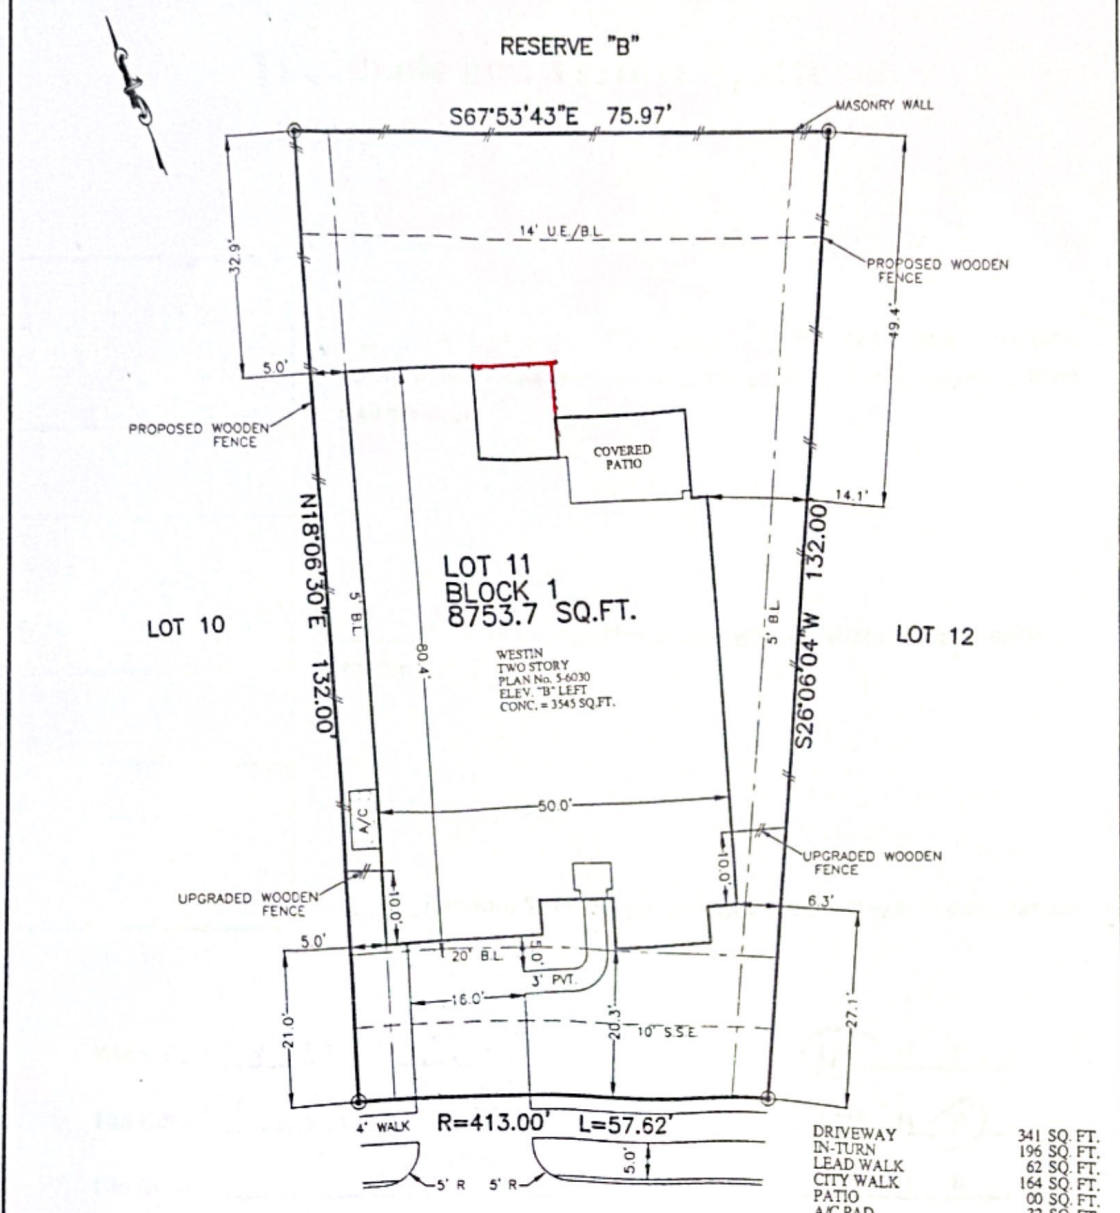 RESERVE "B"
S67°53'43"E 75.97'
MASONRY WALL
14' U.E./B.L.
32.9'
PROPOSED WOODEN
FENCE
49.4'
5.0'
PROPOSED WOODEN
FENCE
COVERED
PATIO
14.1'
N18°06'30"E 132.00'
S26°06'04"W 132.00'
LOT 11
BLOCK 1
8753.7 SQ.FT.
5' B.L.
5' B.L.
LOT 10
LOT 12
80.4'
WESTIN
TWO STORY
PLAN No. 5-6030
ELEV. "B" LEFT
CONC. = 3545 SQ.FT.
50.0'
A/C
UPGRADED WOODEN
FENCE
10.0'
10.0'
UPGRADED WOODEN
FENCE
6.3'
5.0'
20' B.L.
5.0'
3' PVT.
16.0'
21.0'
20.3'
10' S.S.E.
27.1'
4' WALK
R=413.00' L=57.62'
5.0'
5' R 5' R
DRIVEWAY 341 SQ. FT.
IN-TURN 196 SQ. FT.
LEAD WALK 62 SQ. FT.
CITY WALK 164 SQ. FT.
PATIO 00 SQ. FT.
A/C PAD 32 SQ. FT.